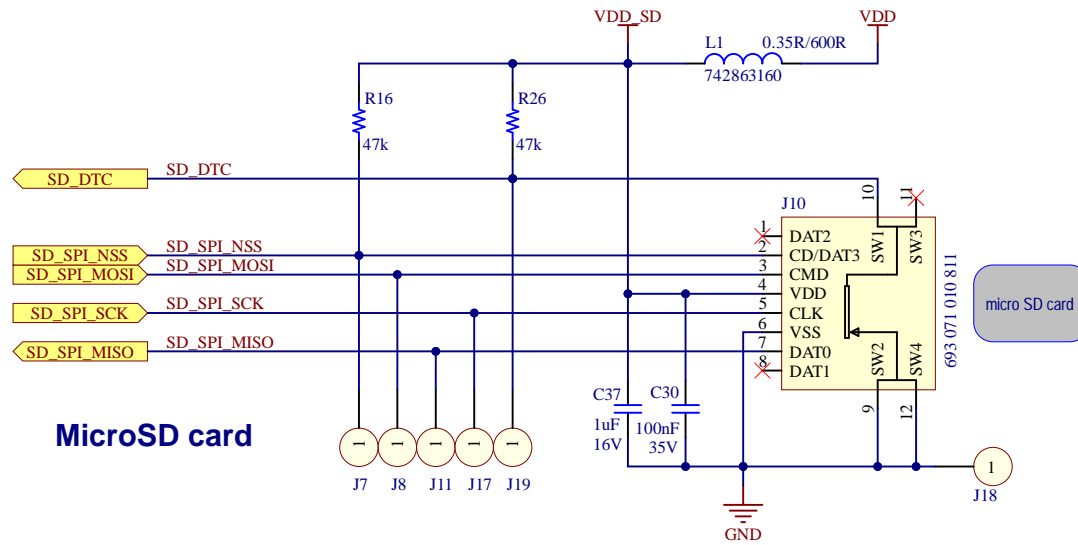 VDD_SD
VDD
L1
0.35R/600R
742863160
R16
47k
R26
47k
SD_DTC
SD_DTC
SD_SPI_NSS
SD_SPI_NSS
SD_SPI_MOSI
SD_SPI_MOSI
SD_SPI_SCK
SD_SPI_SCK
SD_SPI_MISO
SD_SPI_MISO
J10
10
11
1
DAT2
2
CD/DAT3
3
CMD
4
VDD
5
CLK
6
VSS
7
DAT0
8
DAT1
SW1
SW3
SW2
SW4
9
12
693 071 010 811
micro SD card
C37
1uF
16V
C30
100nF
35V
MicroSD card
1
1
1
1
1
J7
J8
J11
J17
J19
1
J18
GND